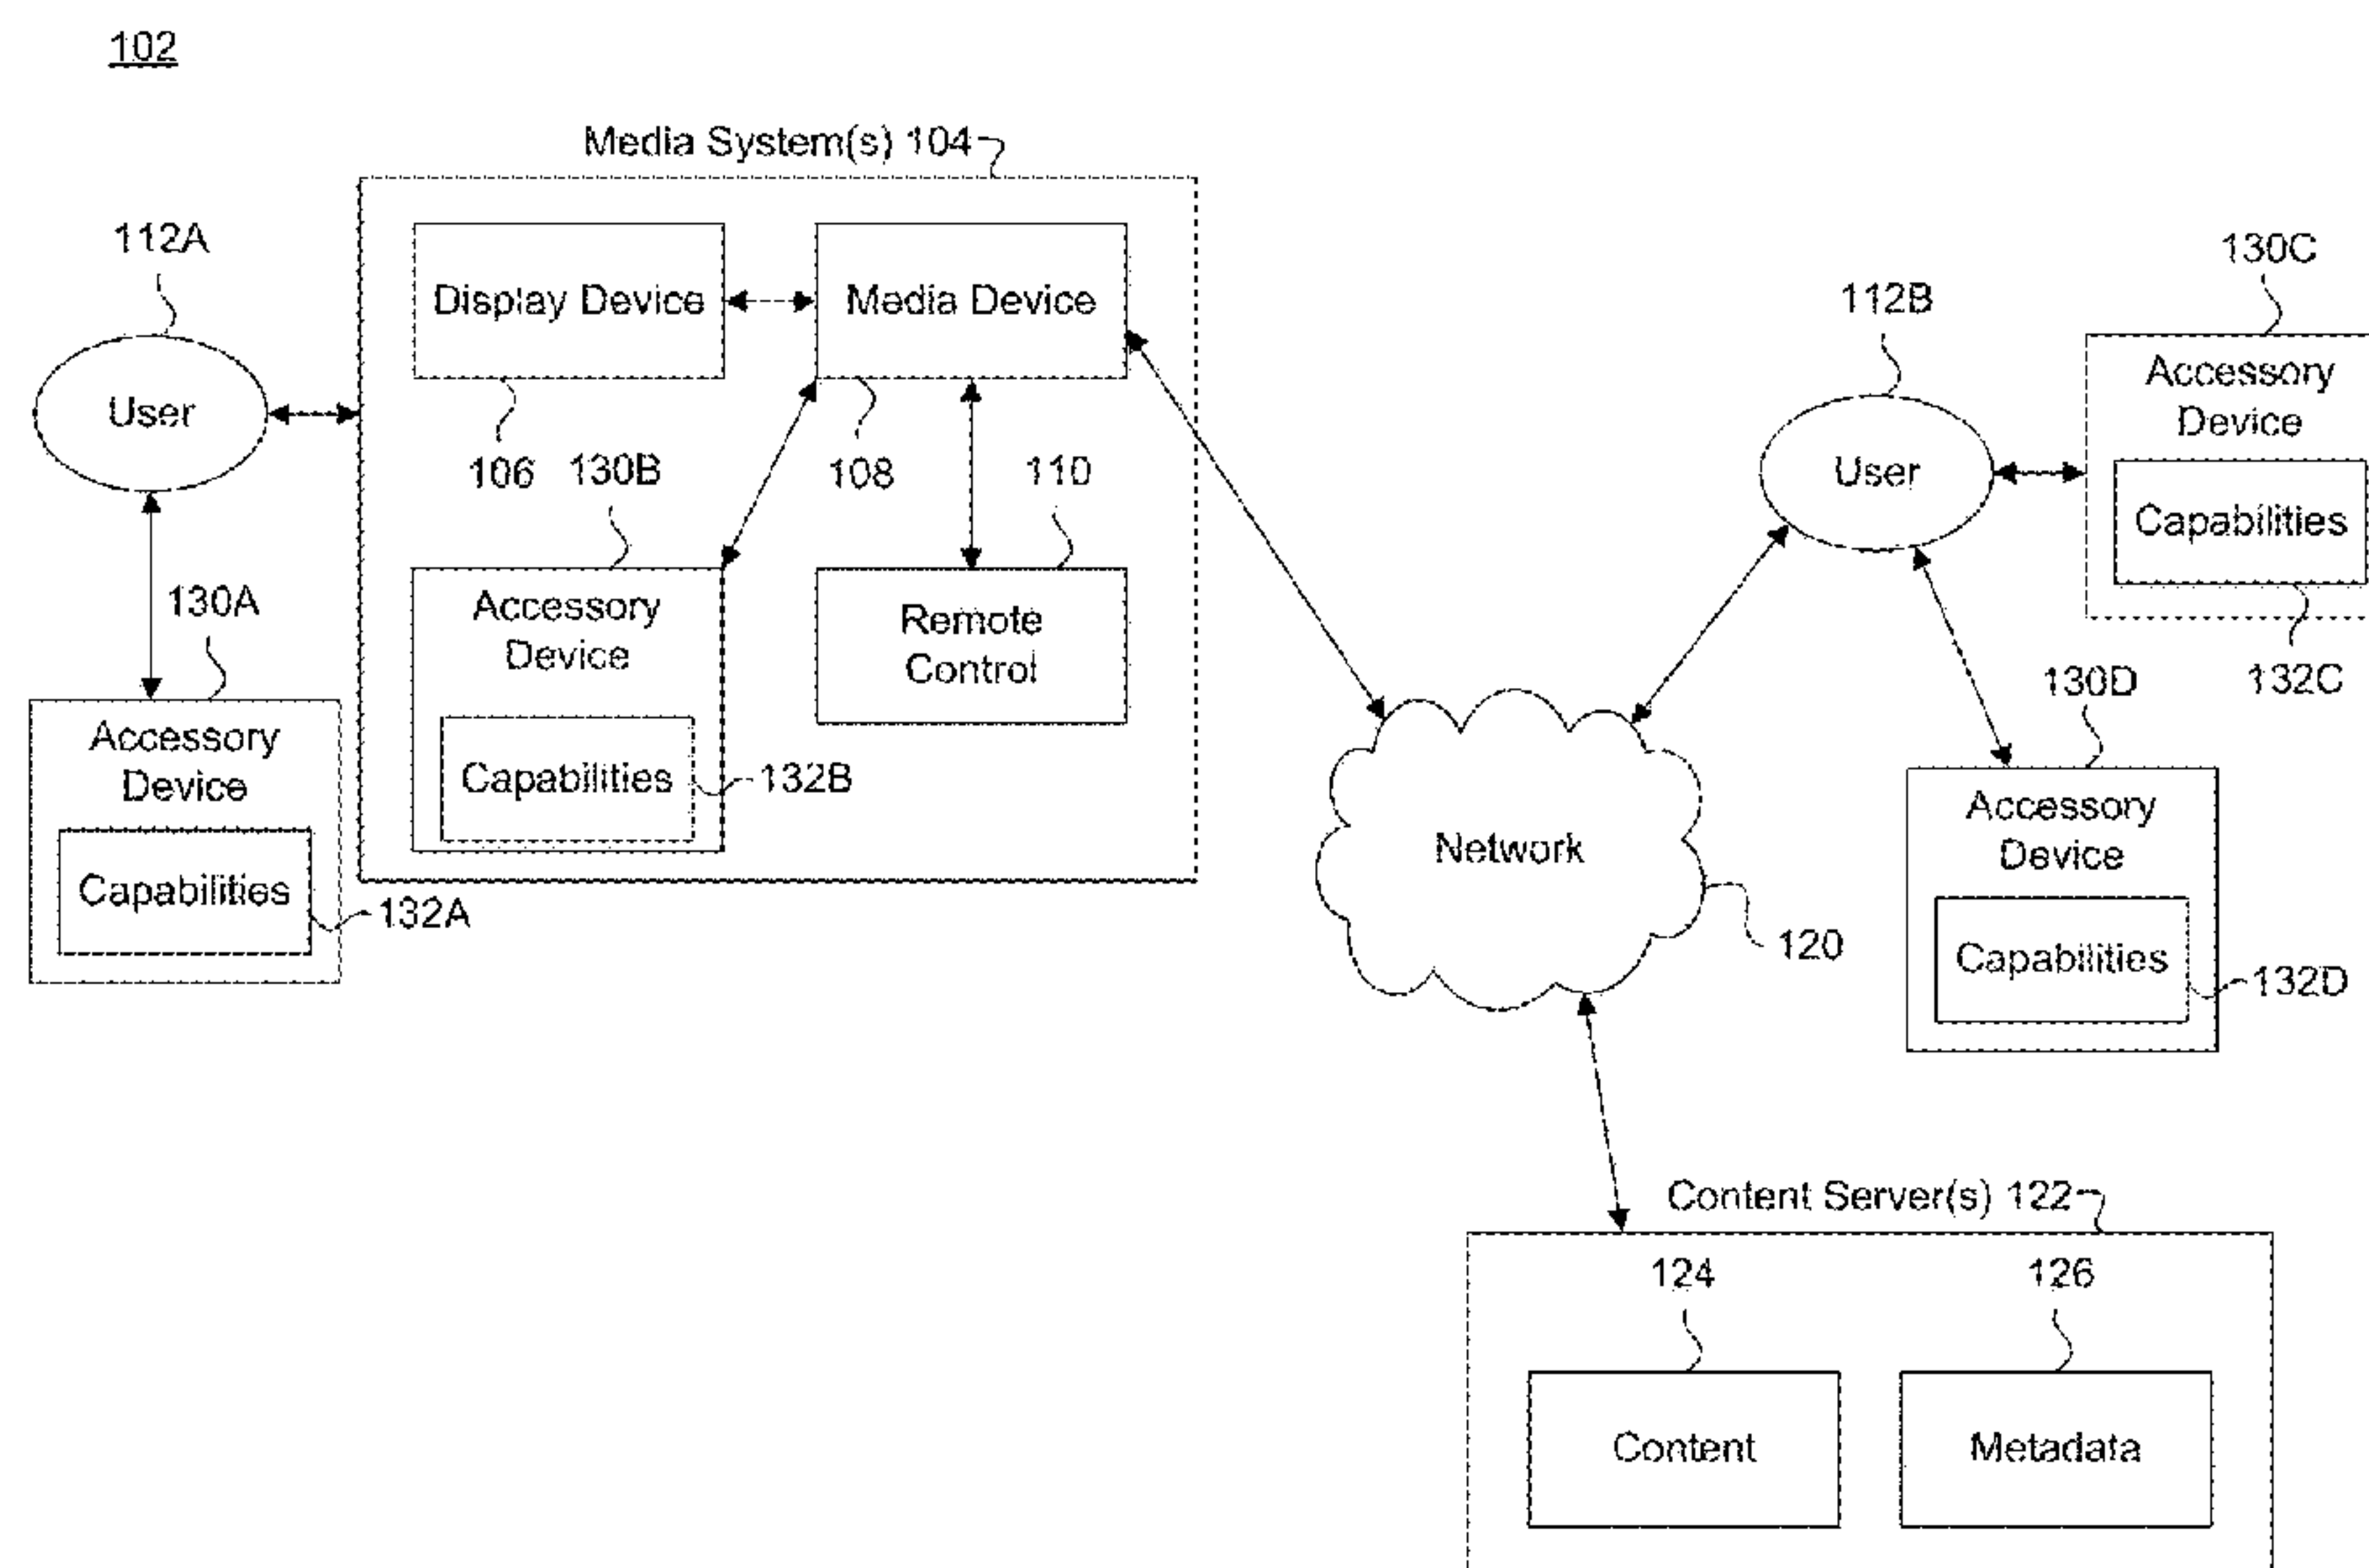 102
Media System(s) 104
112A
User
Display Device
Media Device
106
130B
108
110
130A
Accessory
Device
Capabilities
132A
Accessory
Device
Capabilities
132B
Remote
Control
Network
120
112B
User
130C
Accessory
Device
Capabilities
132C
130D
Accessory
Device
Capabilities
132D
Content Server(s) 122
124
126
Content
Metadata